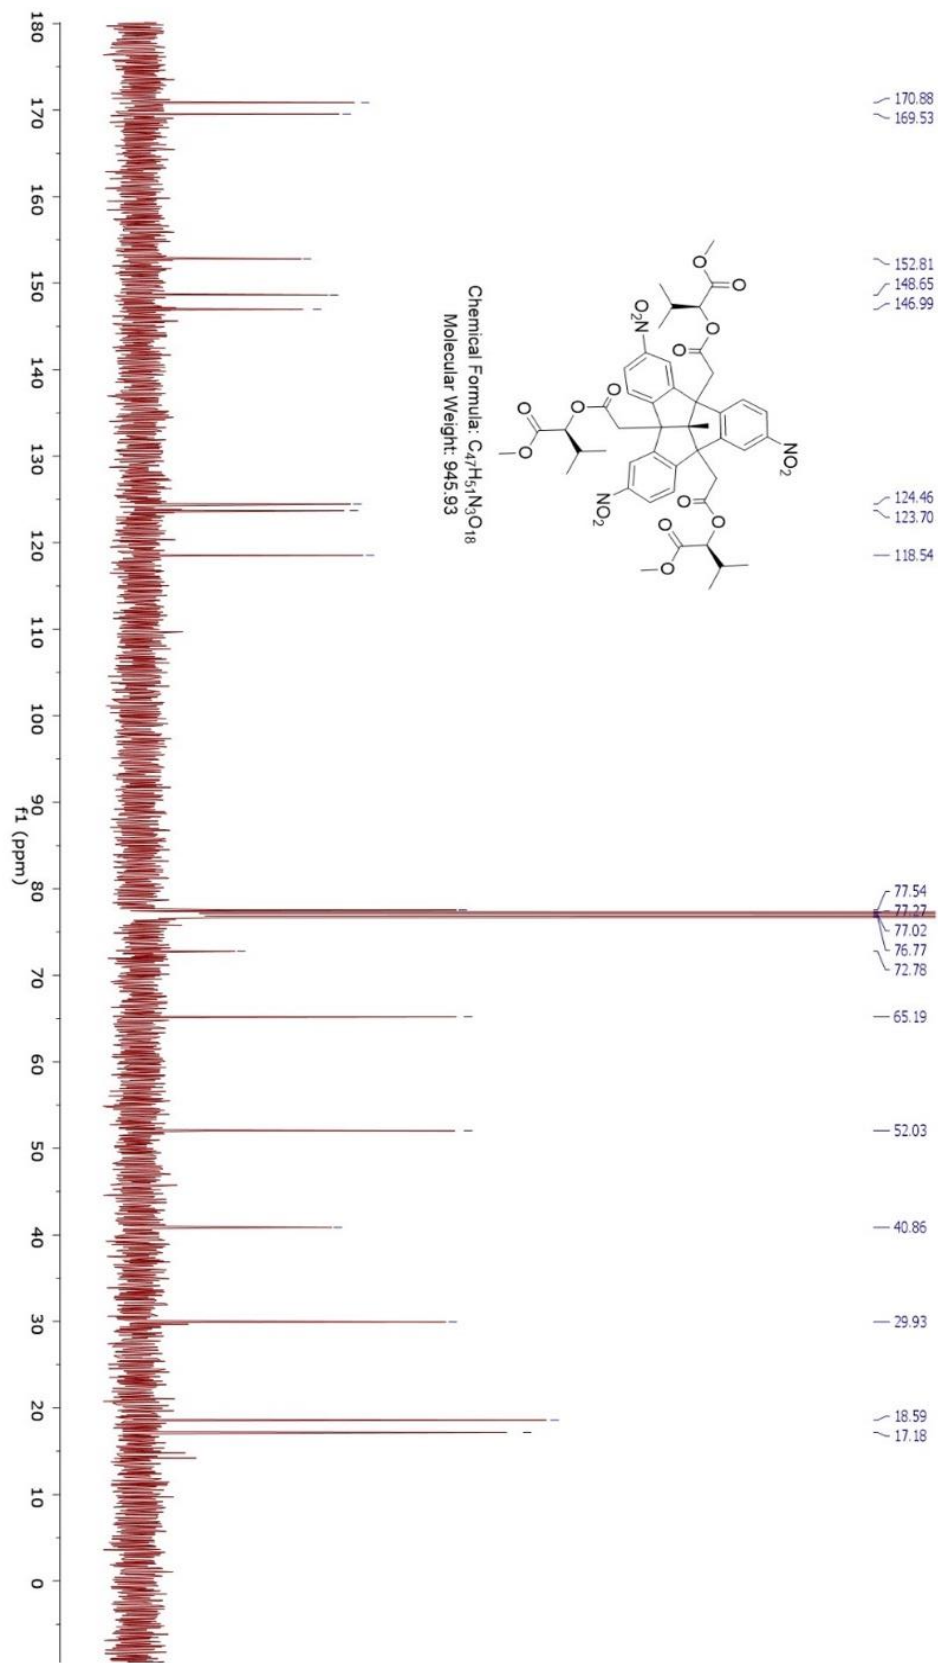 170.88
169.53
152.81
148.65
146.99
124.46
123.70
118.54
77.54
77.27
77.02
76.77
72.78
65.19
52.03
40.86
29.93
18.59
17.18
O
O
O
O
O
O₂N
NO₂
O
O
O
O
NO₂
O
O
O
O
Chemical Formula: C₄₇H₅₁N₃O₁₈
Molecular Weight: 945.93
180 170 160 150 140 130 120 110 100 90 80 70 60 50 40 30 20 10 0
f1 (ppm)